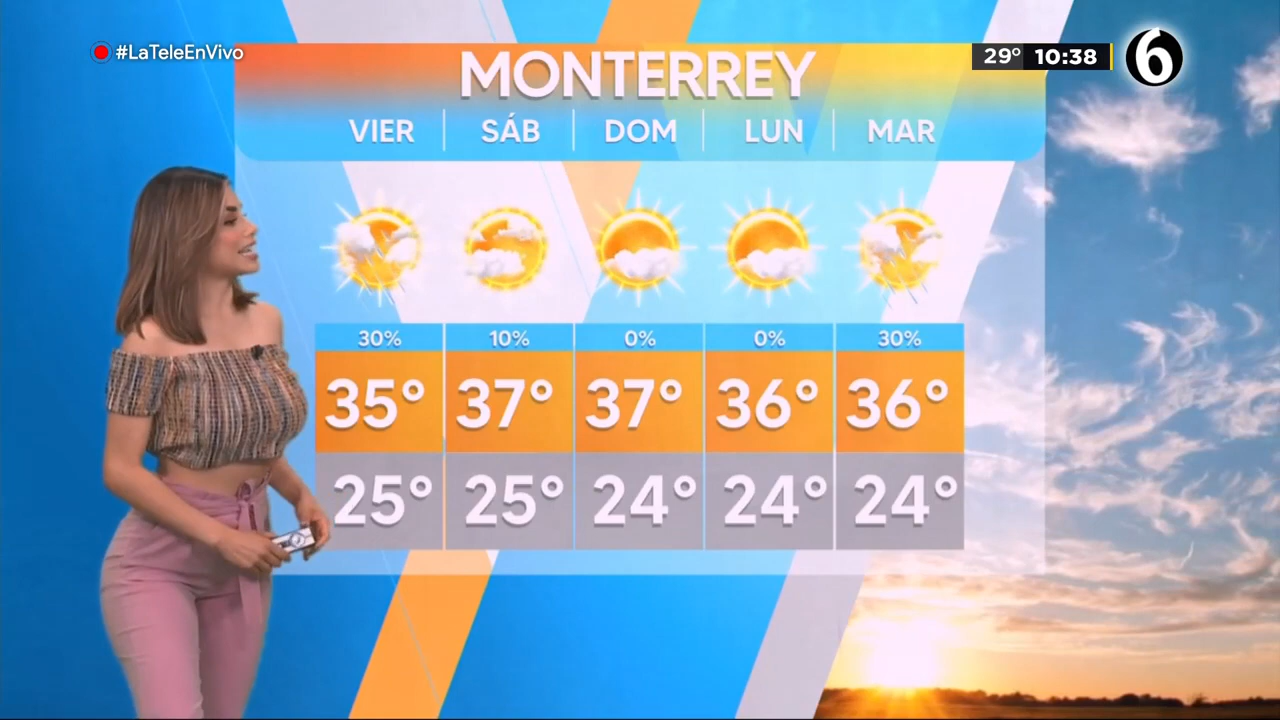 #LaTeleEnVivo
29° 10:38
6
MONTERREY
VIER SÁB DOM LUN MAR
30% 10% 0% 0% 30%
35° 37° 37° 36° 36°
25° 25° 24° 24° 24°